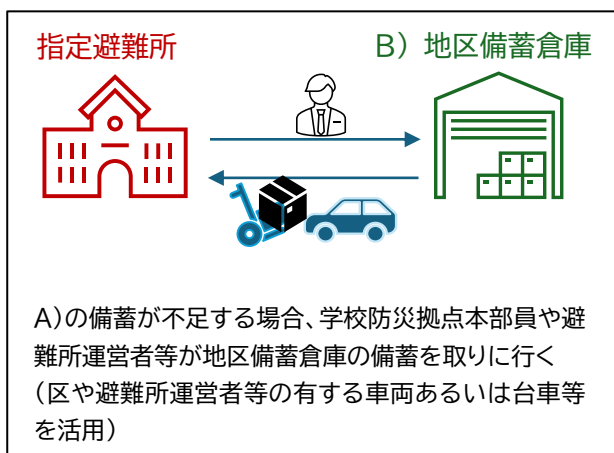 指定避難所
B）地区備蓄倉庫
A）の備蓄が不足する場合、学校防災拠点本部員や避
難所運営者等が地区備蓄倉庫の備蓄を取りに行く
（区や避難所運営者等の有する車両あるいは台車等
を活用）